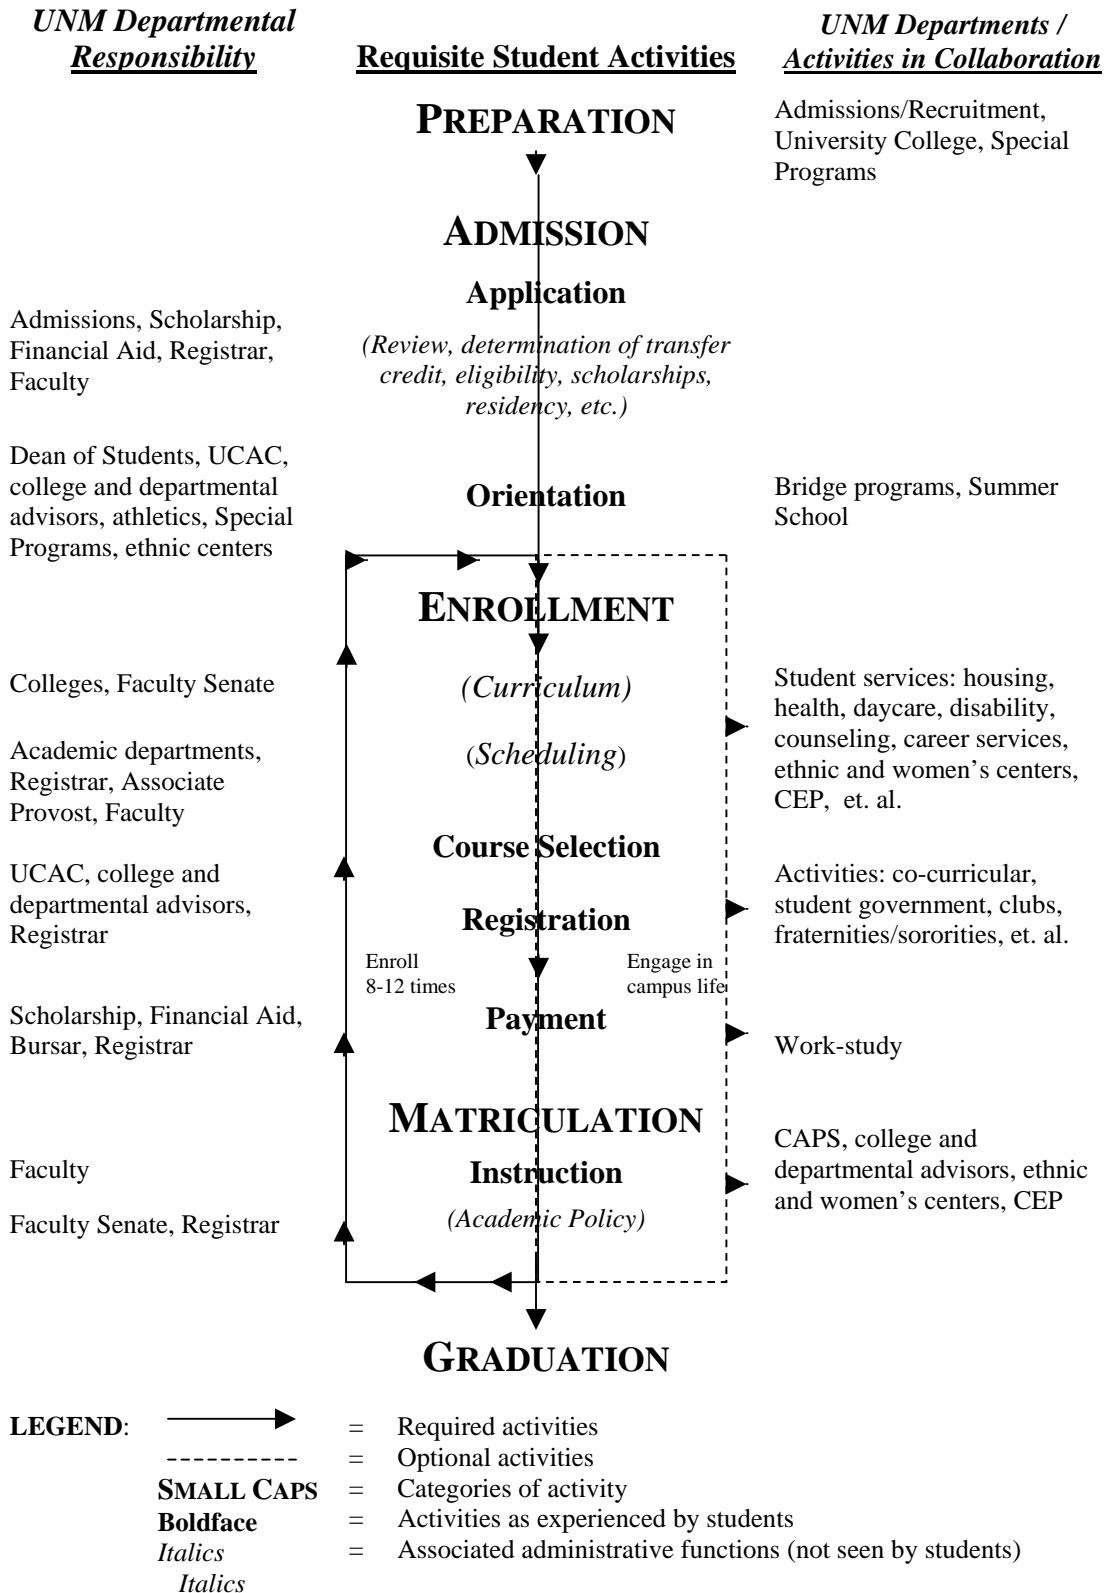 UNM Departmental
Responsibility
Requisite Student Activities
UNM Departments /
Activities in Collaboration
PREPARATION
Admissions/Recruitment,
University College, Special
Programs
ADMISSION
Application
Admissions, Scholarship,
Financial Aid, Registrar,
Faculty
(Review, determination of transfer
credit, eligibility, scholarships,
residency, etc.)
Dean of Students, UCAC,
college and departmental
advisors, athletics, Special
Programs, ethnic centers
Orientation
Bridge programs, Summer
School
ENROLLMENT
Colleges, Faculty Senate
(Curriculum)
Student services: housing,
health, daycare, disability,
counseling, career services,
ethnic and women’s centers,
CEP,  et. al.
Academic departments,
Registrar, Associate
Provost, Faculty
(Scheduling)
Course Selection
UCAC, college and
departmental advisors,
Registrar
Registration
Activities: co-curricular,
student government, clubs,
fraternities/sororities, et. al.
Enroll
8-12 times
Engage in
campus life
Scholarship, Financial Aid,
Bursar, Registrar
Payment
Work-study
MATRICULATION
Faculty
Instruction
CAPS, college and
departmental advisors, ethnic
and women’s centers, CEP
Faculty Senate, Registrar
(Academic Policy)
GRADUATION
LEGEND:
= Required activities
= Optional activities
SMALL CAPS = Categories of activity
Boldface = Activities as experienced by students
Italics = Associated administrative functions (not seen by students)
Italics